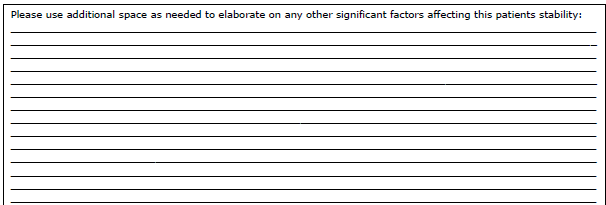 Please use additional space as needed to elaborate on any other significant factors affecting this patients stability: